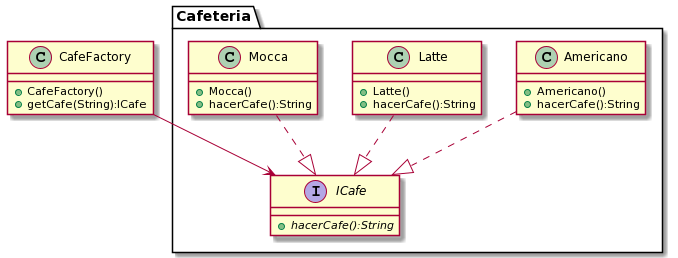 Cafeteria
C CafeFactory
CafeFactory()
getCafe(String):ICafe
C Mocca
Mocca()
hacerCafe():String
C Latte
Latte()
hacerCafe():String
C Americano
Americano()
hacerCafe():String
I ICafe
hacerCafe():String